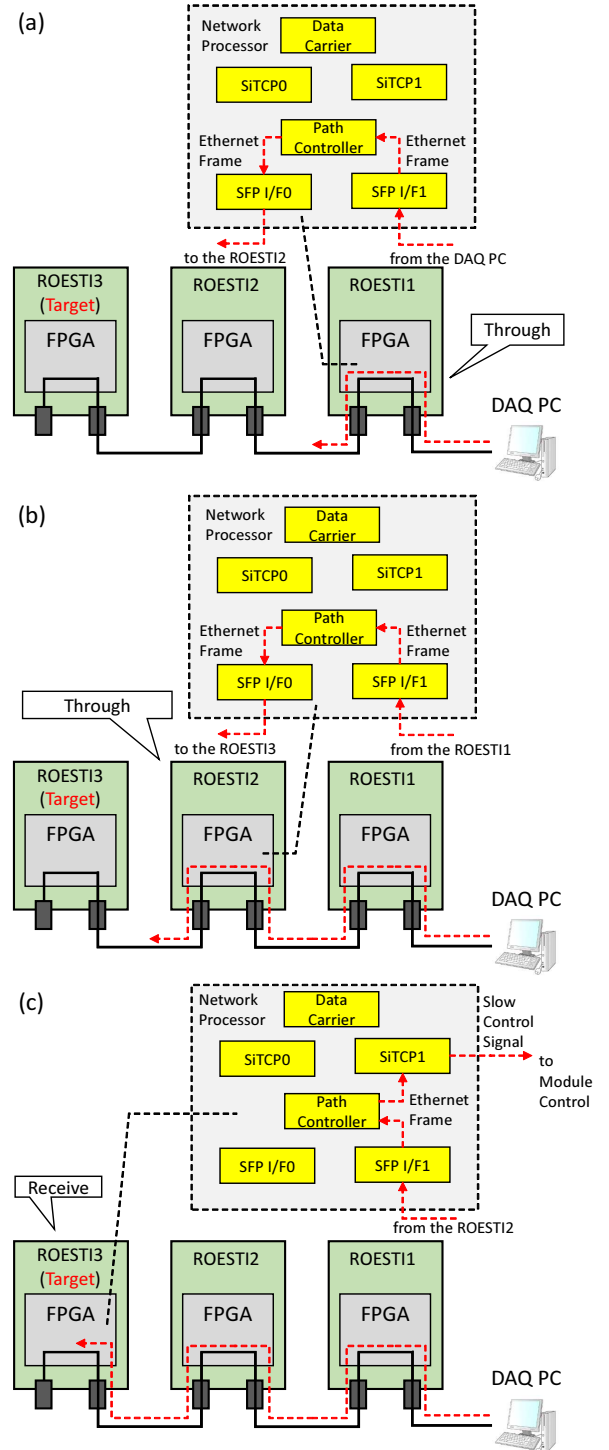 (a)
Network
Processor
Data
Carrier
SiTCP0
SiTCP1
Ethernet
Frame
Path
Controller
Ethernet
Frame
SFP I/F0
SFP I/F1
to the ROESTI2
from the DAQ PC
ROESTI3
(Target)
ROESTI2
ROESTI1
FPGA
FPGA
FPGA
Through
DAQ PC
(b)
Network
Processor
Data
Carrier
SiTCP0
SiTCP1
Ethernet
Frame
Path
Controller
Ethernet
Frame
SFP I/F0
SFP I/F1
Through
to the ROESTI3
from the ROESTI1
ROESTI3
(Target)
ROESTI2
ROESTI1
FPGA
FPGA
FPGA
DAQ PC
(c)
Network
Processor
Data
Carrier
Slow
Control
Signal
SiTCP0
SiTCP1
to
Module
Control
Path
Controller
Ethernet
Frame
SFP I/F0
SFP I/F1
Receive
from the ROESTI2
ROESTI3
(Target)
ROESTI2
ROESTI1
FPGA
FPGA
FPGA
DAQ PC